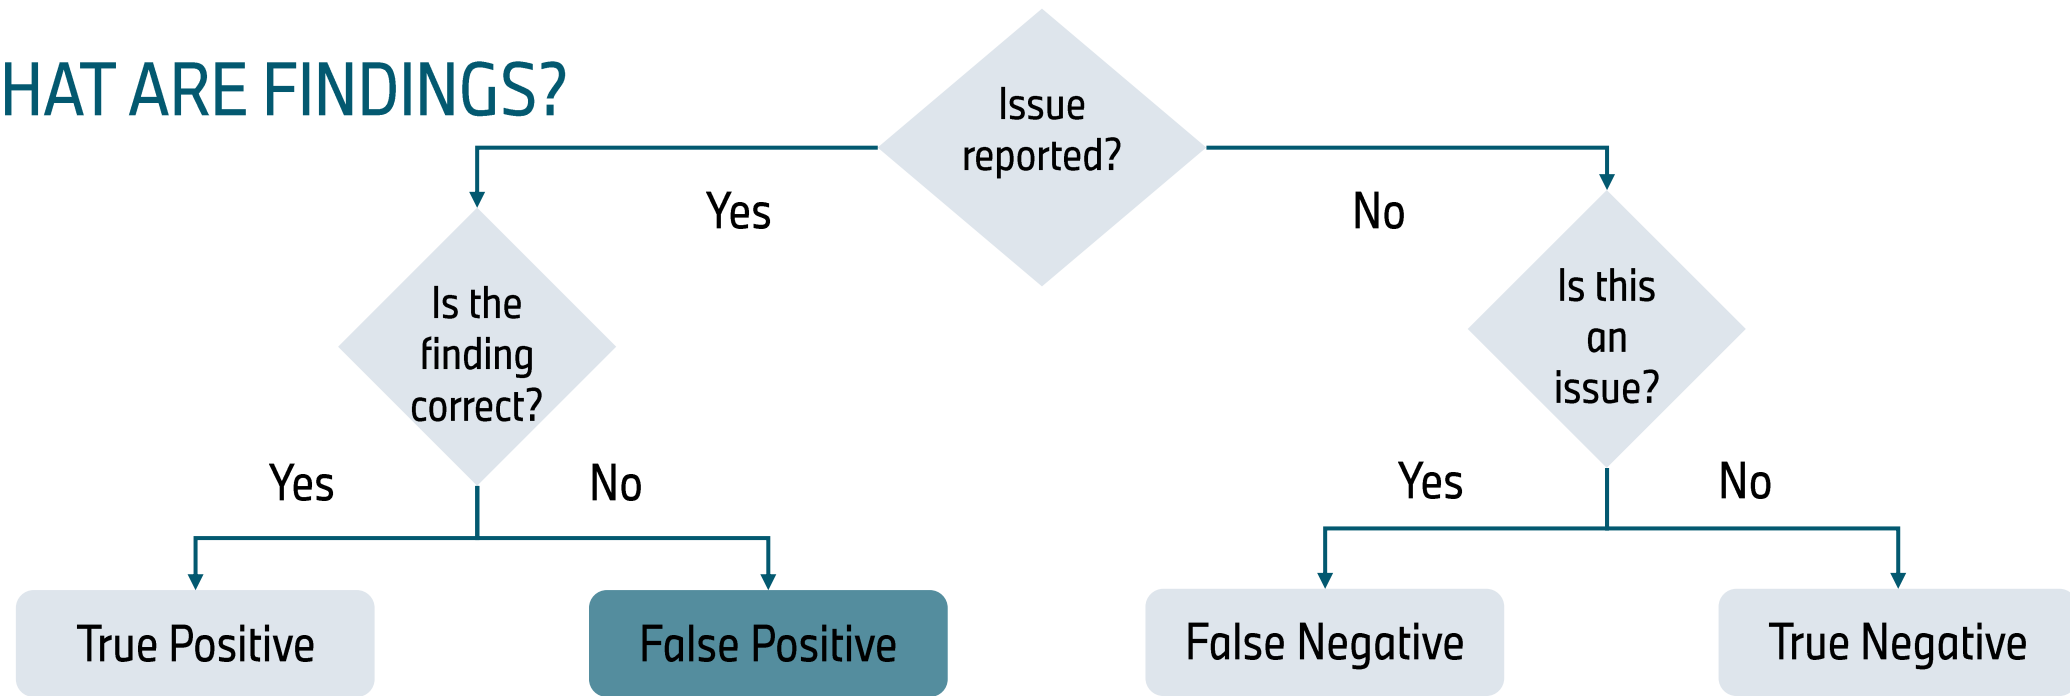 HAT ARE FINDINGS?
Issue
reported?
Yes
No
Is the
finding
correct?
Is this
an
issue?
Yes
No
Yes
No
True Positive
False Positive
False Negative
True Negative